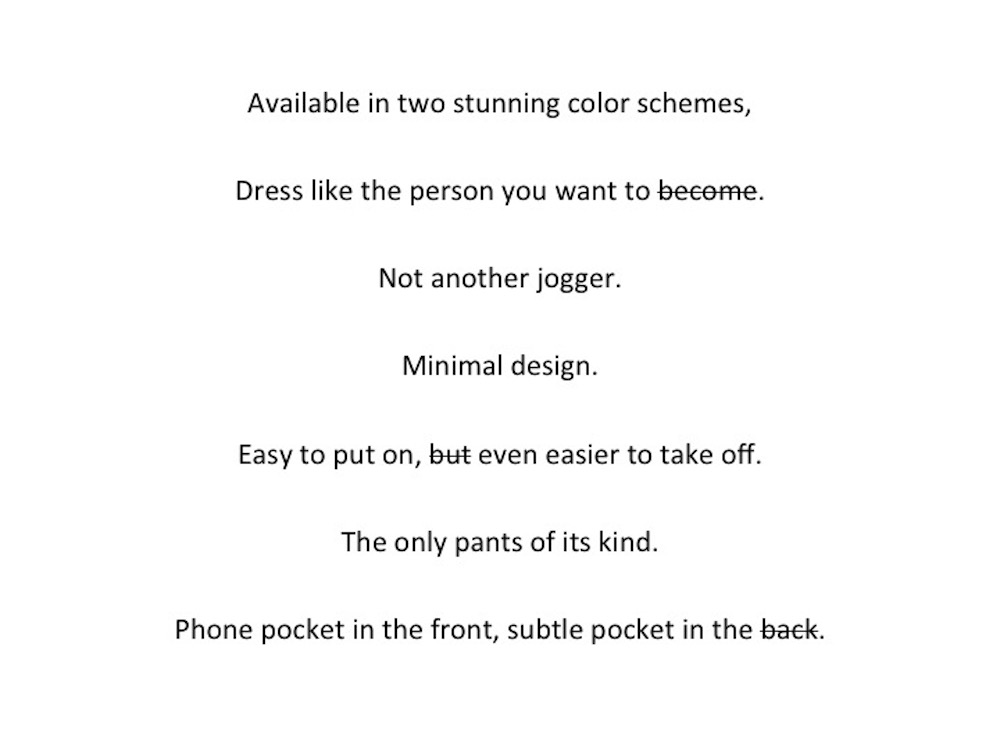 Available in two stunning color schemes,
Dress like the person you want to become.
Not another jogger.
Minimal design.
Easy to put on, but even easier to take off.
The only pants of its kind.
Phone pocket in the front, subtle pocket in the back.